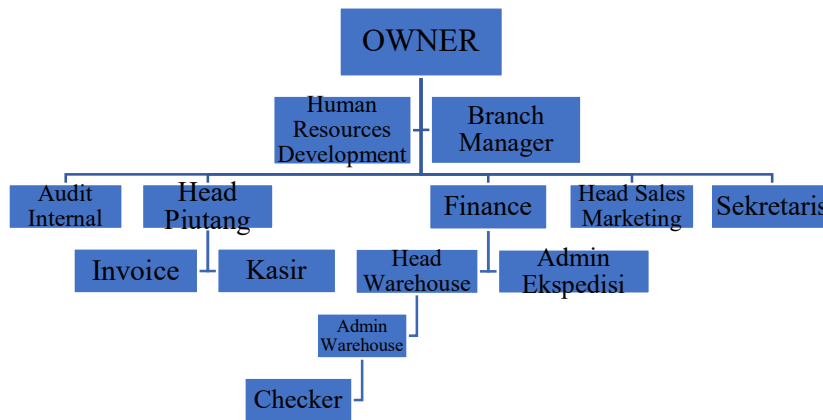 OWNER
Human
Resources
Development
Branch
Manager
Audit
Internal
Head
Piutang
Finance
Head Sales
Marketing
Sekretaris
Invoice
Kasir
Head
Warehouse
Admin
Ekspedisi
Admin
Warehouse
Checker